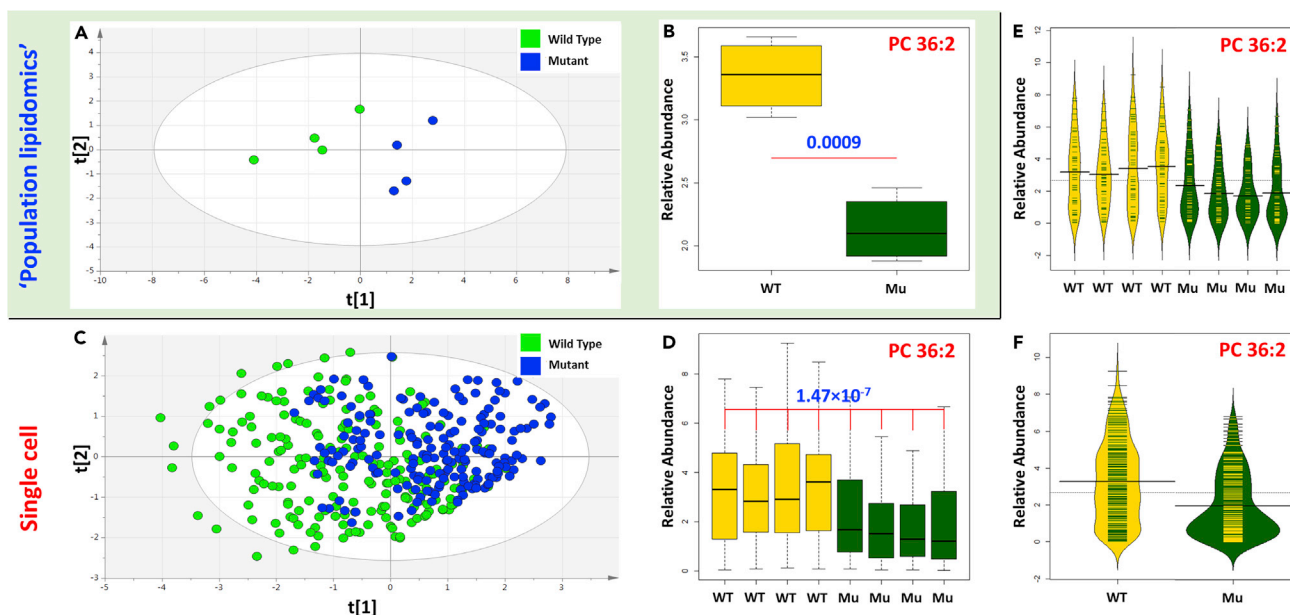 'Population lipidomics'
A
Wild Type
Mutant
4
3
2
1
0
-1
-2
-3
-4
-5
t[2]
-10 -8 -6 -4 -2 0 2 4 6 8 10
t[1]
B
PC 36:2
Relative Abundance
3.5
3.0
2.5
2.0
0.0009
WT Mu
E
PC 36:2
Relative Abundance
12
10
8
6
4
2
0
-2
WT WT WT WT Mu Mu Mu Mu
Single cell
C
Wild Type
Mutant
2
1
0
-1
-2
-3
t[2]
-5 -4 -3 -2 -1 0 1 2 3
t[1]
D
PC 36:2
1.47×10⁻⁷
Relative Abundance
8
6
4
2
0
WT WT WT WT Mu Mu Mu Mu
F
PC 36:2
Relative Abundance
10
8
6
4
2
0
WT Mu